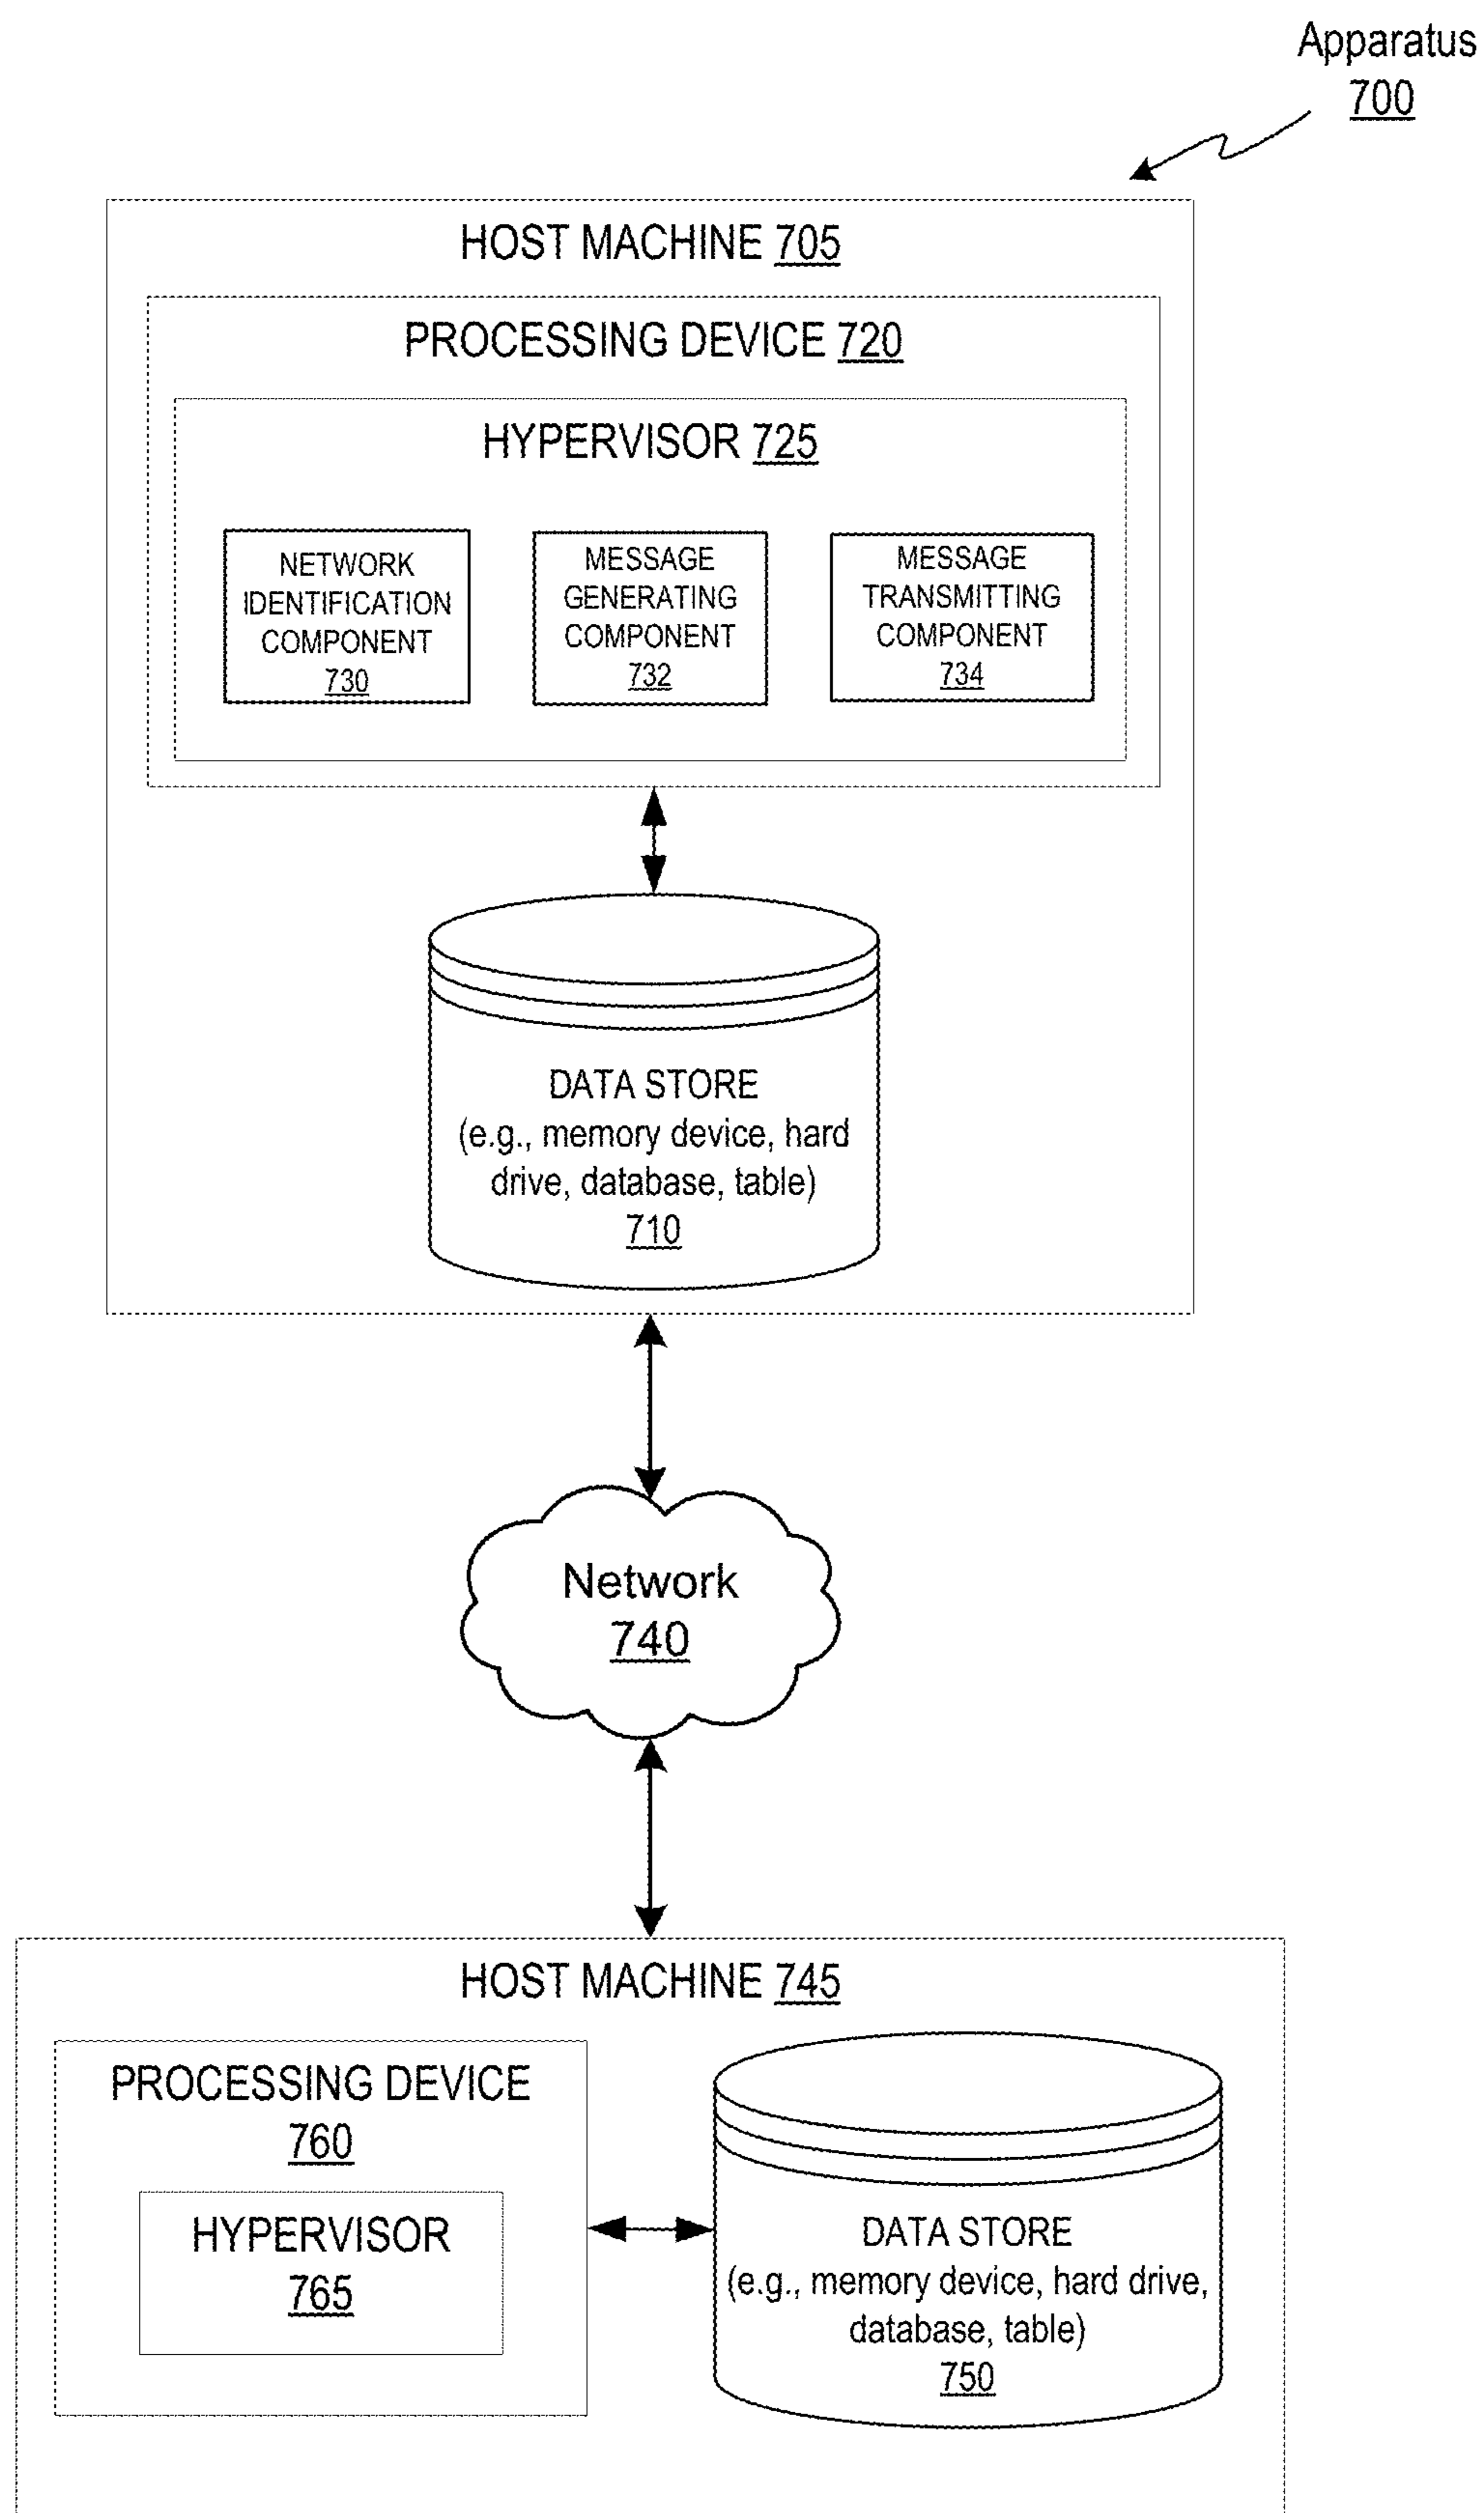 Apparatus
700
HOST MACHINE 705
PROCESSING DEVICE 720
HYPERVISOR 725
NETWORK
IDENTIFICATION
COMPONENT
730
MESSAGE
GENERATING
COMPONENT
732
MESSAGE
TRANSMITTING
COMPONENT
734
DATA STORE
(e.g., memory device, hard
drive, database, table)
710
Network
740
HOST MACHINE 745
PROCESSING DEVICE
760
HYPERVISOR
765
DATA STORE
(e.g., memory device, hard drive,
database, table)
750